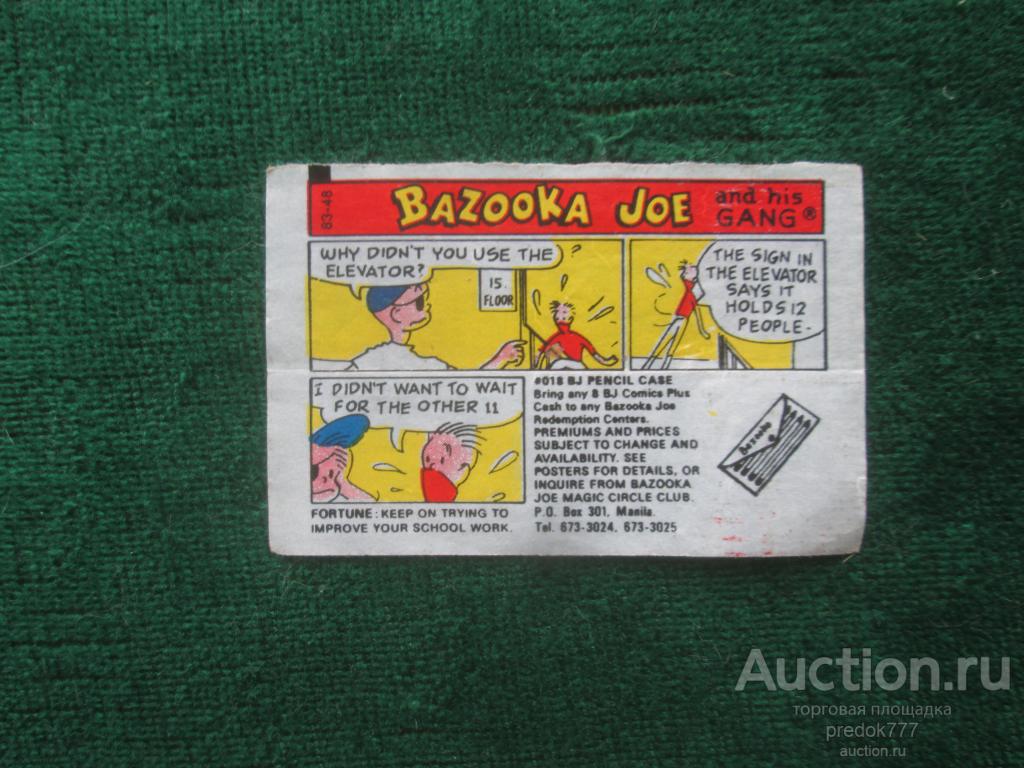 83-48
BAZOOKA JOE and his GANG®
WHY DIDN'T YOU USE THE
ELEVATOR?
?
15.
FLOOR
THE SIGN IN
THE ELEVATOR
SAYS IT
HOLDS 12
PEOPLE-
I DIDN'T WANT TO WAIT
FOR THE OTHER 11
FORTUNE: KEEP ON TRYING TO
IMPROVE YOUR SCHOOL WORK.
#018 BJ PENCIL CASE
Bring any 8 BJ Comics Plus
Cash to any Bazooka Joe
Redemption Centers.
PREMIUMS AND PRICES
SUBJECT TO CHANGE AND
AVAILABILITY. SEE
POSTERS FOR DETAILS, OR
INQUIRE FROM BAZOOKA
JOE MAGIC CIRCLE CLUB.
P.O. Box 301, Manila.
Tel. 673-3024, 673-3025
Bazooka
Auction.ru
торговая площадка
predok777
auction.ru